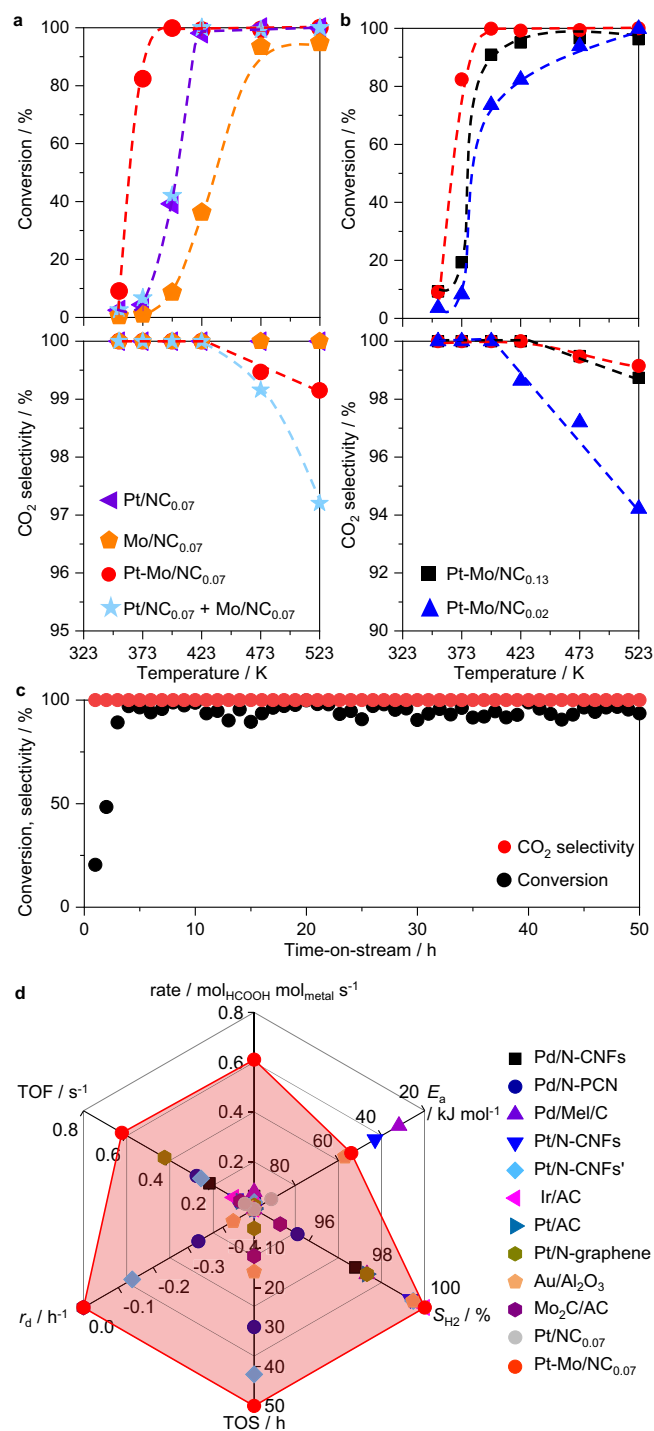 a
b
100
80
60
40
20
0
Conversion / %
100
80
60
40
20
0
Conversion / %
100
99
98
97
96
95
CO2 selectivity / %
Pt/NC0.07
Mo/NC0.07
Pt-Mo/NC0.07
Pt/NC0.07 + Mo/NC0.07
100
98
96
94
92
90
CO2 selectivity / %
Pt-Mo/NC0.13
Pt-Mo/NC0.02
323 373 423 473 523
Temperature / K
323 373 423 473 523
Temperature / K
c
100
50
0
Conversion, selectivity / %
CO2 selectivity
Conversion
0 10 20 30 40 50
Time-on-stream / h
d
rate / molHCOOH molmetal s-1
0.8
0.6
0.4
0.2
TOF / s-1
0.8
0.6
0.4
0.2
20
40
60
80
Ea
/ kJ mol-1
96
98
100
SH2 / %
-0.4
-0.3
-0.2
-0.1
0.0
rd / h-1
10
20
30
40
50
TOS / h
Pd/N-CNFs
Pd/N-PCN
Pd/Mel/C
Pt/N-CNFs
Pt/N-CNFs'
Ir/AC
Pt/AC
Pt/N-graphene
Au/Al2O3
Mo2C/AC
Pt/NC0.07
Pt-Mo/NC0.07